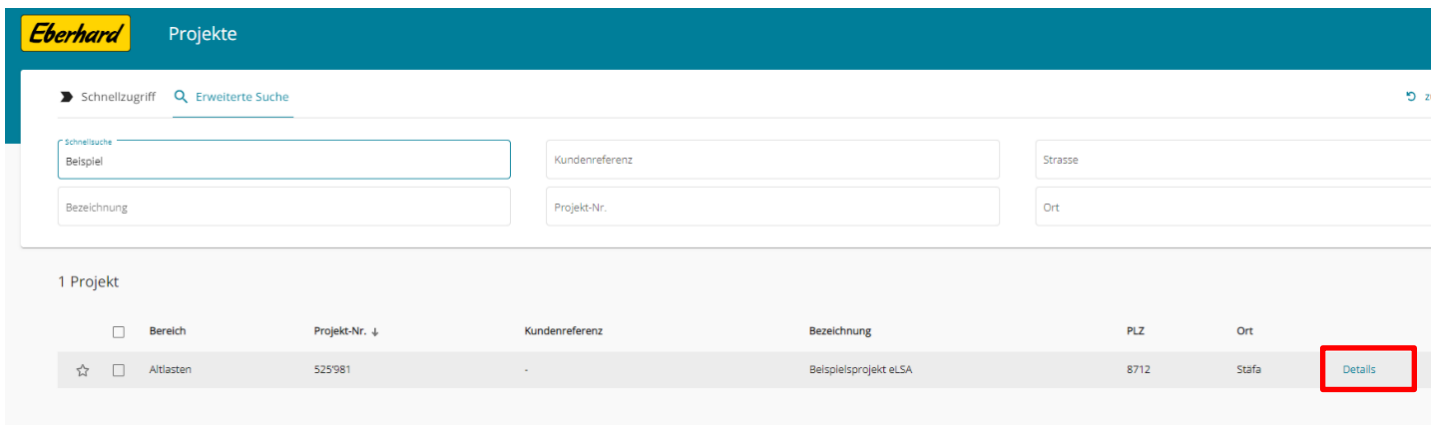 Eberhard Projekte
Schnellzugriff Erweiterte Suche
Schnellsuche
Beispiel Kundenreferenz Strasse
Bezeichnung Projekt-Nr. Ort
1 Projekt
Bereich Projekt-Nr. ↓ Kundenreferenz Bezeichnung PLZ Ort
Altlasten 525'981 - Beispielsprojekt eLSA 8712 Stäfa Details